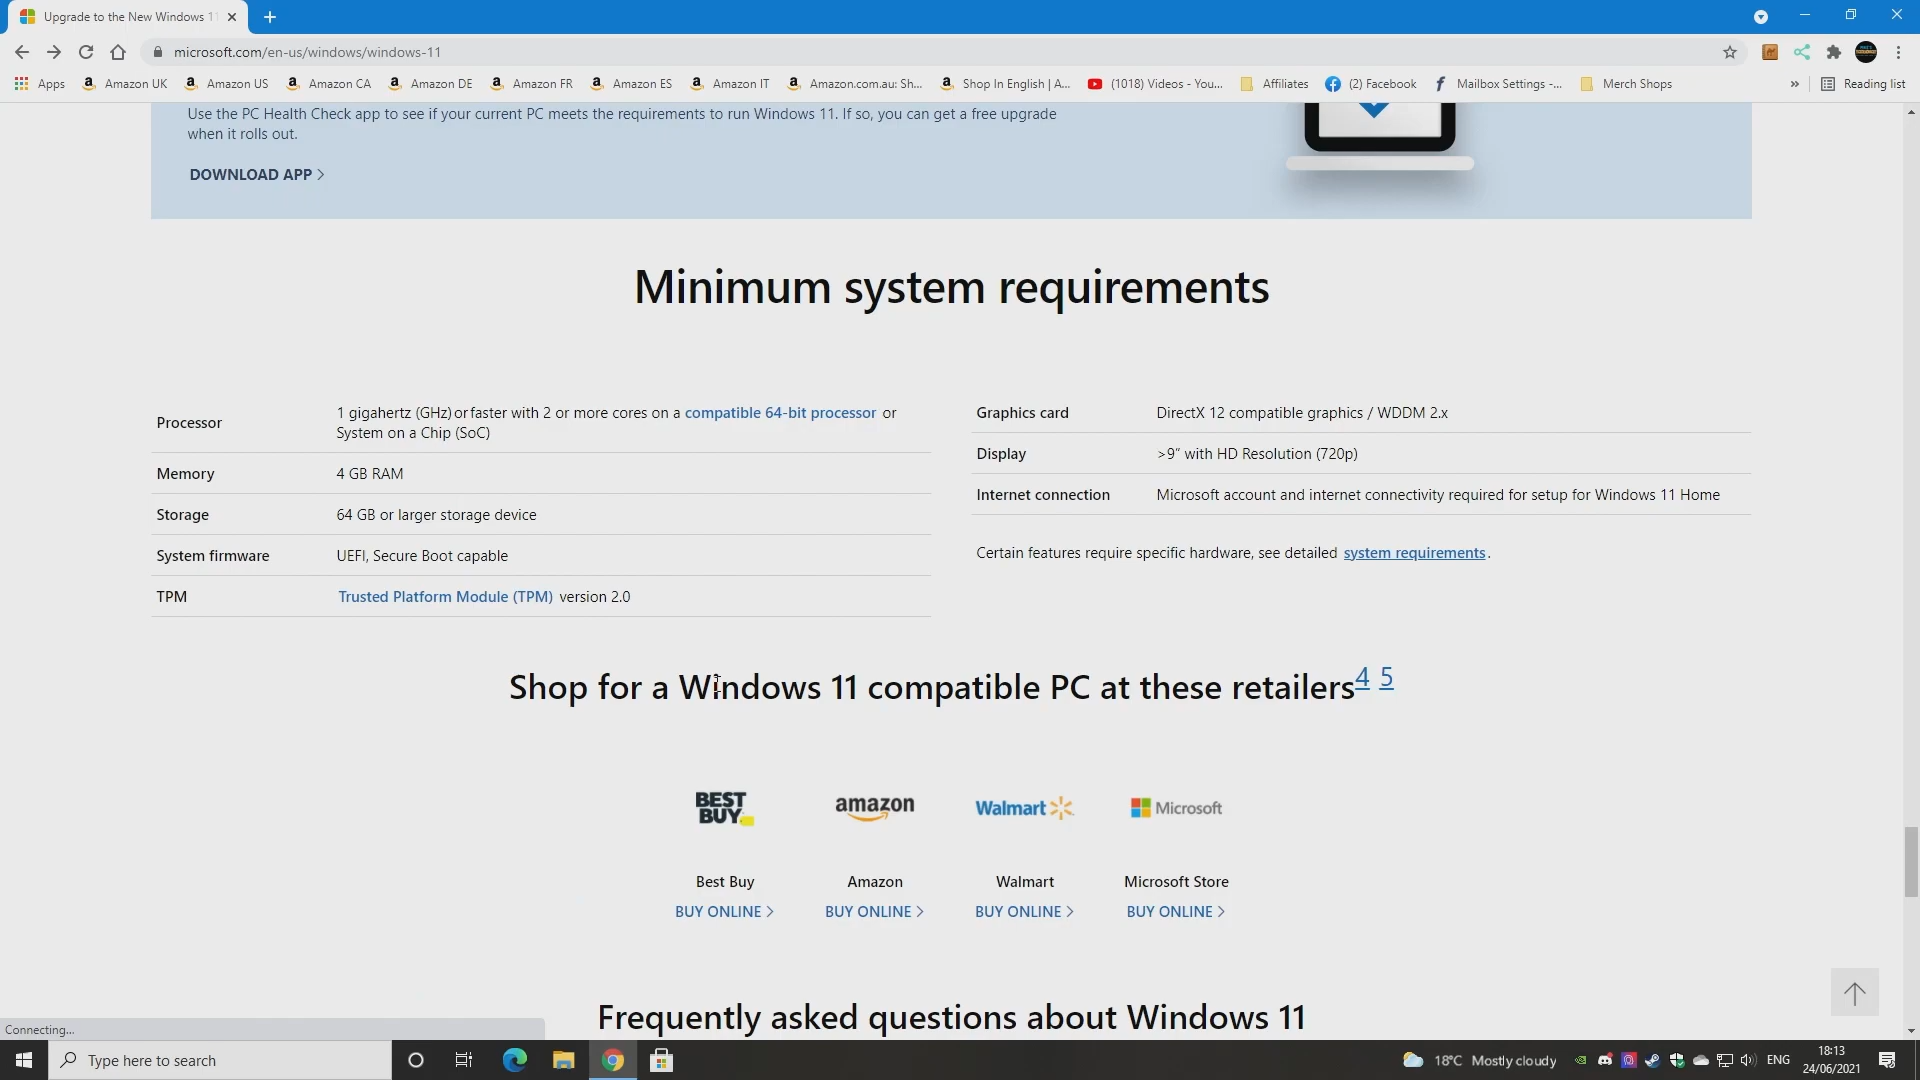 Upgrade to the New Windows 11
microsoft.com/en-us/windows/windows-11
Apps
Amazon UK
Amazon US
Amazon CA
Amazon DE
Amazon FR
Amazon ES
Amazon IT
Amazon.com.au: Sh...
Shop In English | A...
(1018) Videos - You...
Affiliates
(2) Facebook
Mailbox Settings -...
Merch Shops
»
Reading list
Use the PC Health Check app to see if your current PC meets the requirements to run Windows 11. If so, you can get a free upgrade
when it rolls out.
DOWNLOAD APP >
Minimum system requirements
Processor
1 gigahertz (GHz) or faster with 2 or more cores on a compatible 64-bit processor or
System on a Chip (SoC)
Memory
4 GB RAM
Storage
64 GB or larger storage device
System firmware
UEFI, Secure Boot capable
TPM
Trusted Platform Module (TPM) version 2.0
Graphics card
DirectX 12 compatible graphics / WDDM 2.x
Display
>9" with HD Resolution (720p)
Internet connection
Microsoft account and internet connectivity required for setup for Windows 11 Home
Certain features require specific hardware, see detailed system requirements.
Shop for a Windows 11 compatible PC at these retailers 4 5
BEST
BUY
amazon
Walmart
Microsoft
Best Buy
Amazon
Walmart
Microsoft Store
BUY ONLINE >
BUY ONLINE >
BUY ONLINE >
BUY ONLINE >
Frequently asked questions about Windows 11
Connecting...
Type here to search
18°C Mostly cloudy
ENG
18:13
24/06/2021